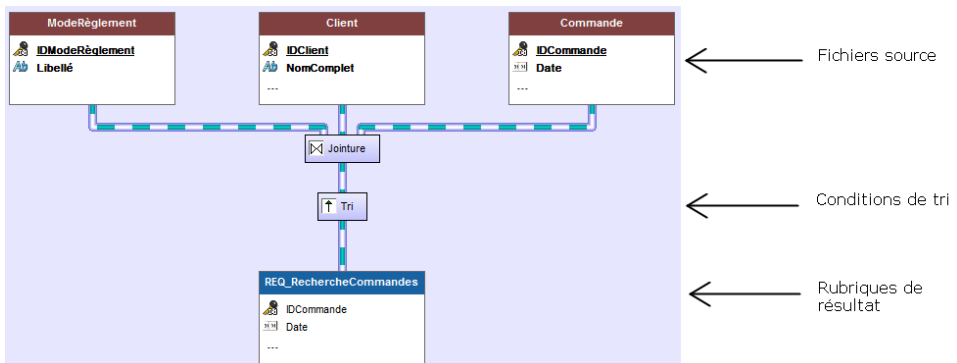 ModeRèglement
IDModeRèglement
Libellé
Client
IDClient
NomComplet
---
Commande
IDCommande
Date
---
Fichiers source
Jointure
Tri
Conditions de tri
REQ_RechercheCommandes
IDCommande
Date
---
Rubriques de
résultat